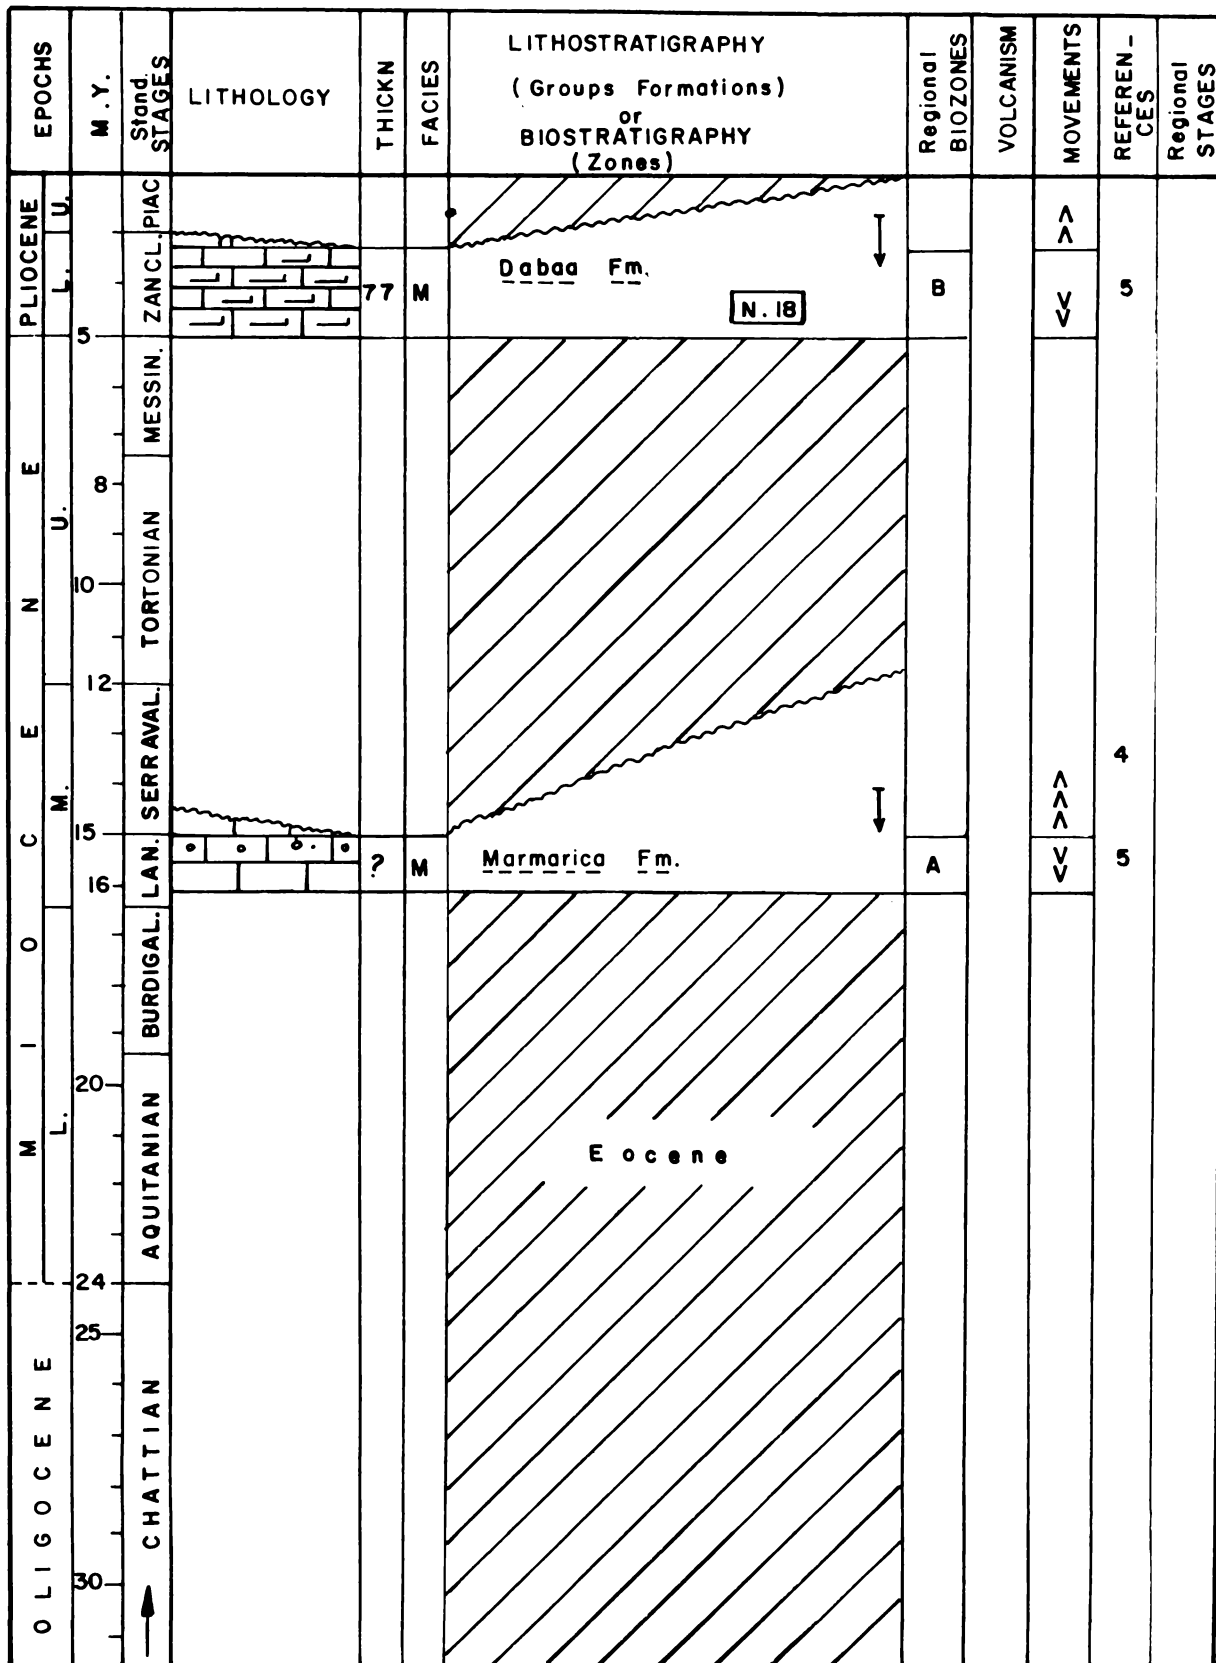 EPOCHS
M.Y.
Stand. STAGES
LITHOLOGY
THICKN
FACIES
LITHOSTRATIGRAPHY
(Groups Formations)
or
BIOSTRATIGRAPHY
(Zones)
Regional
BIOZONES
VOLCANISM
MOVEMENTS
REFEREN_
CES
Regional
STAGES
PLIOCENE
U.
L.
PIAC
ZANCL.
77
M
Dabaa Fm.
N.18
B
5
5
MIOCENE
U.
M.
L.
MESSIN.
8
TORTONIAN
10
12
SERRAVAL.
4
15
LAN.
16
?
M
Marmarica Fm.
A
5
BURDIGAL.
20
AQUITANIAN
Eocene
24
25
OLIGOCENE
CHATTIAN
30